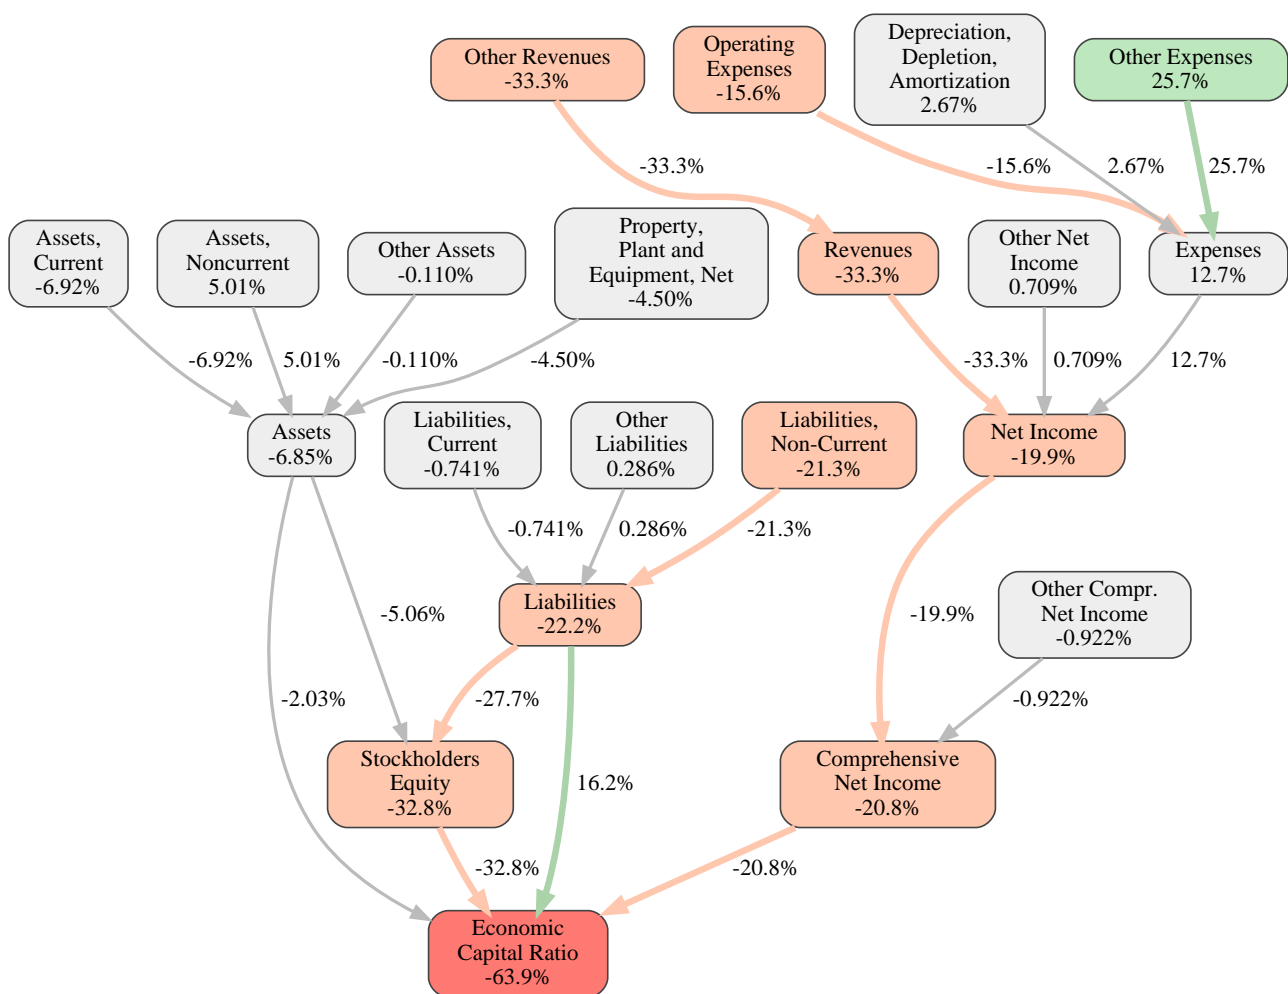 Other Revenues
-33.3%
Operating
Expenses
-15.6%
Depreciation,
Depletion,
Amortization
2.67%
Other Expenses
25.7%
-33.3%
-15.6%
2.67%
25.7%
Assets,
Current
-6.92%
Assets,
Noncurrent
5.01%
Other Assets
-0.110%
Property,
Plant and
Equipment, Net
-4.50%
Revenues
-33.3%
Other Net
Income
0.709%
Expenses
12.7%
-6.92%
5.01%
-0.110%
-4.50%
-33.3%
0.709%
12.7%
Assets
-6.85%
Liabilities,
Current
-0.741%
Other
Liabilities
0.286%
Liabilities,
Non-Current
-21.3%
Net Income
-19.9%
-0.741%
0.286%
-21.3%
Liabilities
-22.2%
-5.06%
-19.9%
Other Compr.
Net Income
-0.922%
-2.03%
-27.7%
-0.922%
Stockholders
Equity
-32.8%
16.2%
Comprehensive
Net Income
-20.8%
-32.8%
-20.8%
Economic
Capital Ratio
-63.9%